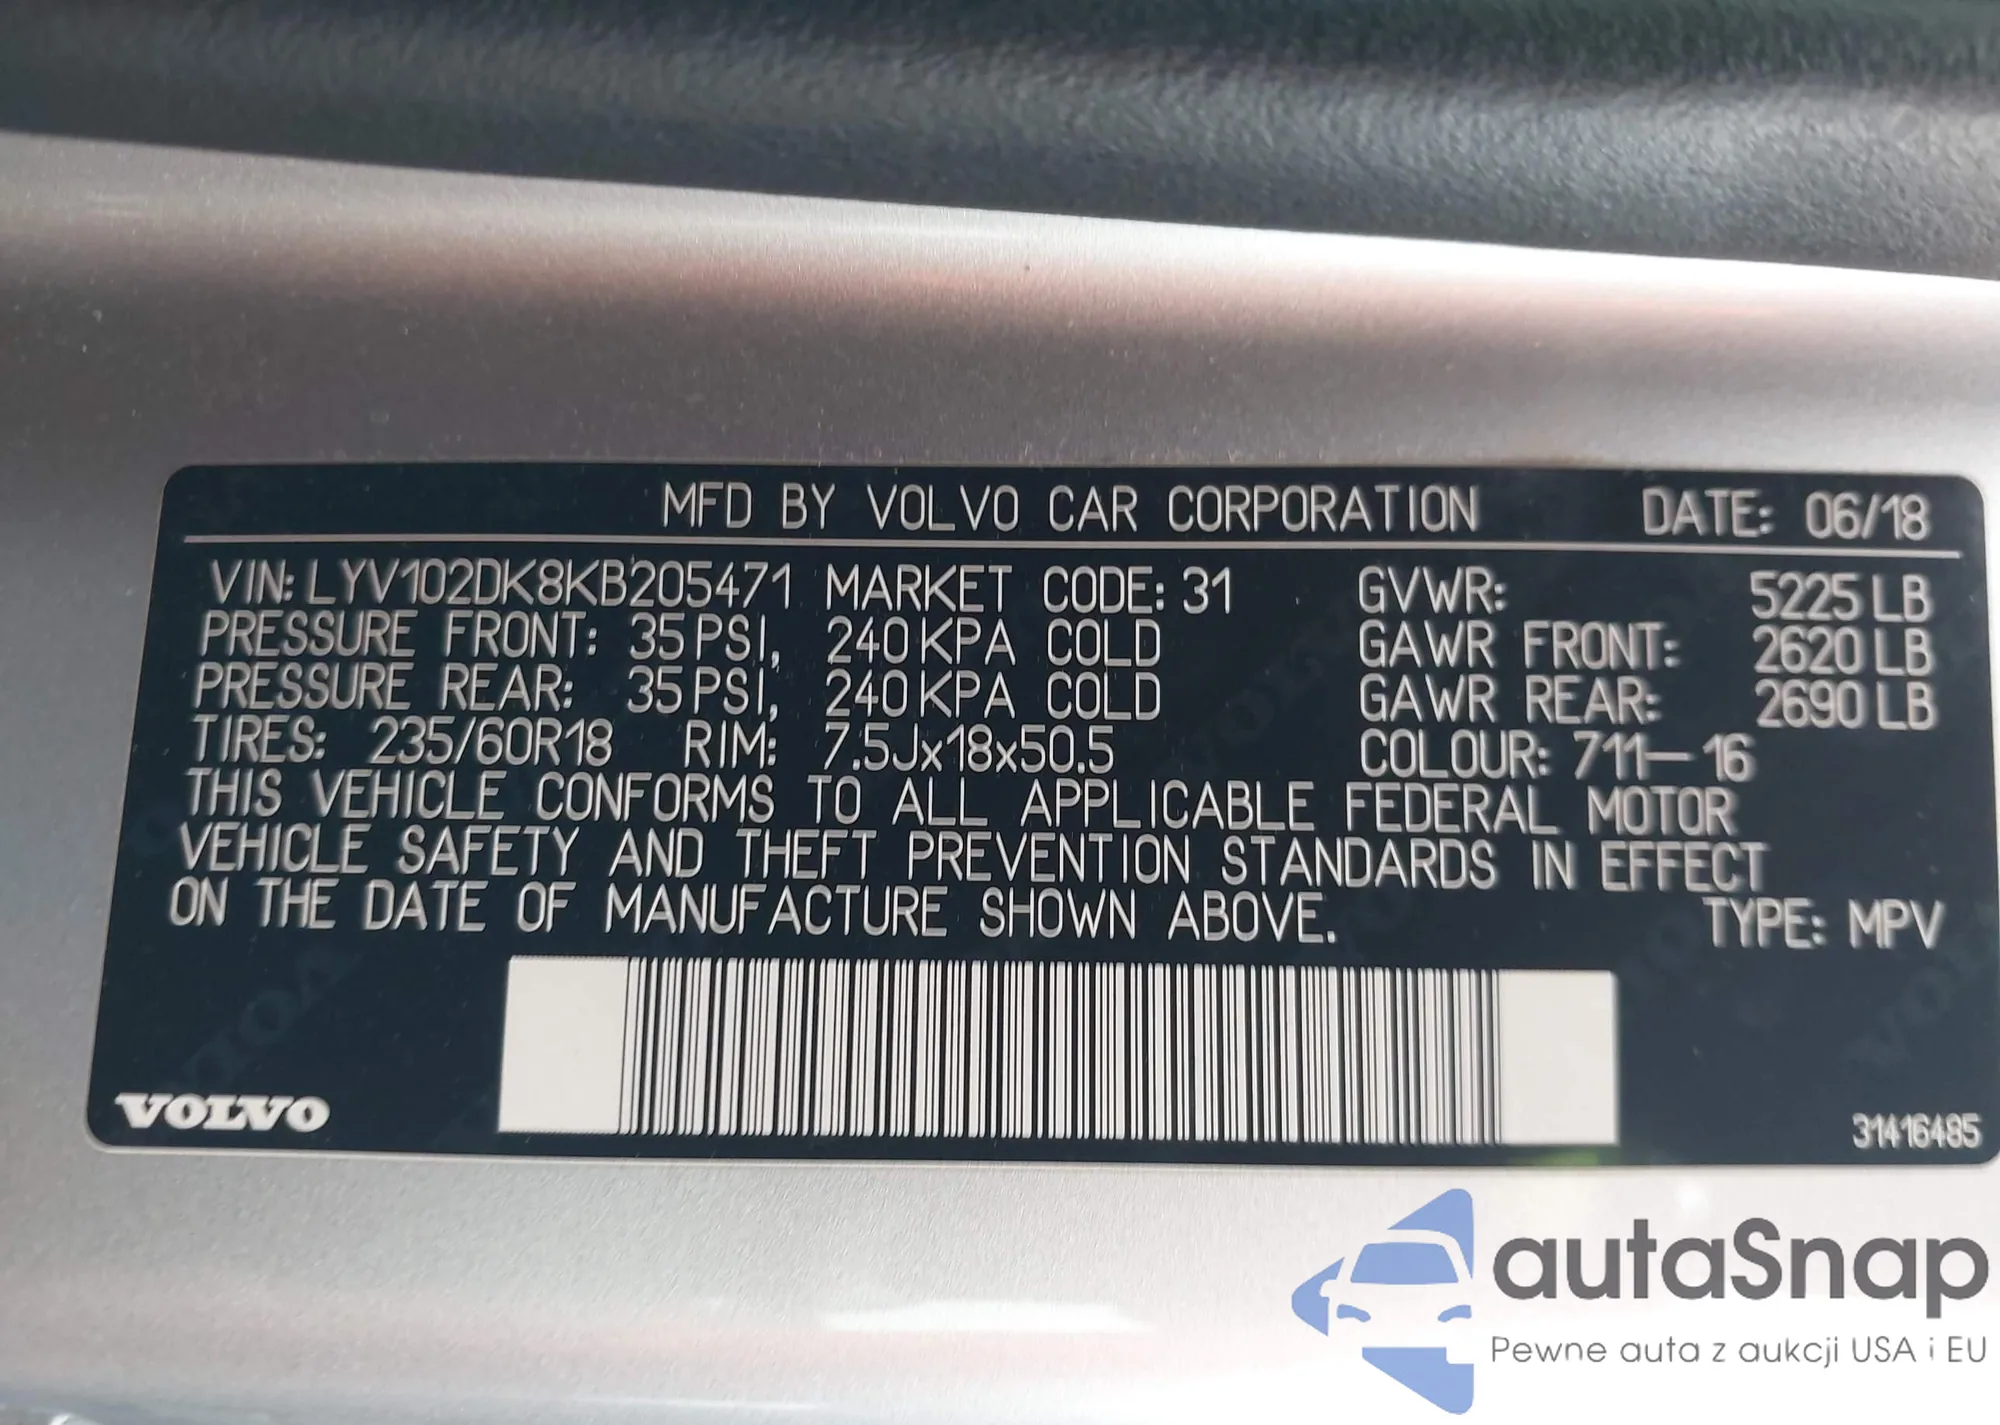 MFD BY VOLVO CAR CORPORATION DATE: 06/18
VIN: LYV102DK8KB205471 MARKET CODE: 31 GVWR: 5225 LB
PRESSURE FRONT: 35 PSI, 240 KPA COLD GAWR FRONT: 2620 LB
PRESSURE REAR: 35 PSI, 240 KPA COLD GAWR REAR: 2690 LB
TIRES: 235/60R18 RIM: 7.5Jx18x50.5 COLOUR: 711-16
THIS VEHICLE CONFORMS TO ALL APPLICABLE FEDERAL MOTOR
VEHICLE SAFETY AND THEFT PREVENTION STANDARDS IN EFFECT
ON THE DATE OF MANUFACTURE SHOWN ABOVE. TYPE: MPV
VOLVO 31416485
autaSnap
Pewne auta z aukcji USA i EU